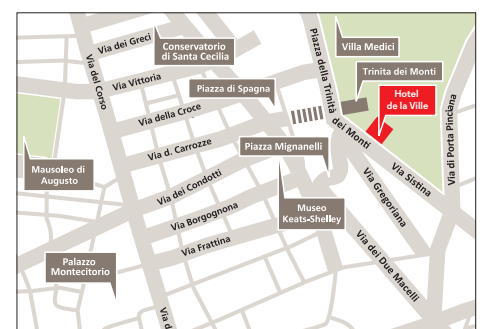 Via dei Greci
Conservatorio
di Santa Cecilia
Piazza della Trinità
dei Monti
Villa Medici
Trinita dei Monti
Hotel
de la Ville
Via del Corso
Via Vittoria
Piazza di Spagna
Via della Croce
Via d. Carrozze
Piazza Mignanelli
Via di Porta Pinciana
Via Sistina
Mausoleo di
Augusto
Via dei Condotti
Via Gregoriana
Museo
Keats-Shelley
Via Borgognona
Via Frattina
Palazzo
Montecitorio
Via dei Due Macelli
Via d